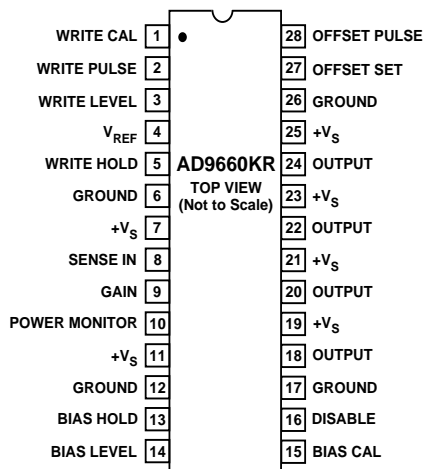 WRITE CAL 1 28 OFFSET PULSE
WRITE PULSE 2 27 OFFSET SET
WRITE LEVEL 3 26 GROUND
VREF 4 25 +VS
WRITE HOLD 5 AD9660KR 24 OUTPUT
TOP VIEW
(Not to Scale)
GROUND 6 23 +VS
+VS 7 22 OUTPUT
SENSE IN 8 21 +VS
GAIN 9 20 OUTPUT
POWER MONITOR 10 19 +VS
+VS 11 18 OUTPUT
GROUND 12 17 GROUND
BIAS HOLD 13 16 DISABLE
BIAS LEVEL 14 15 BIAS CAL